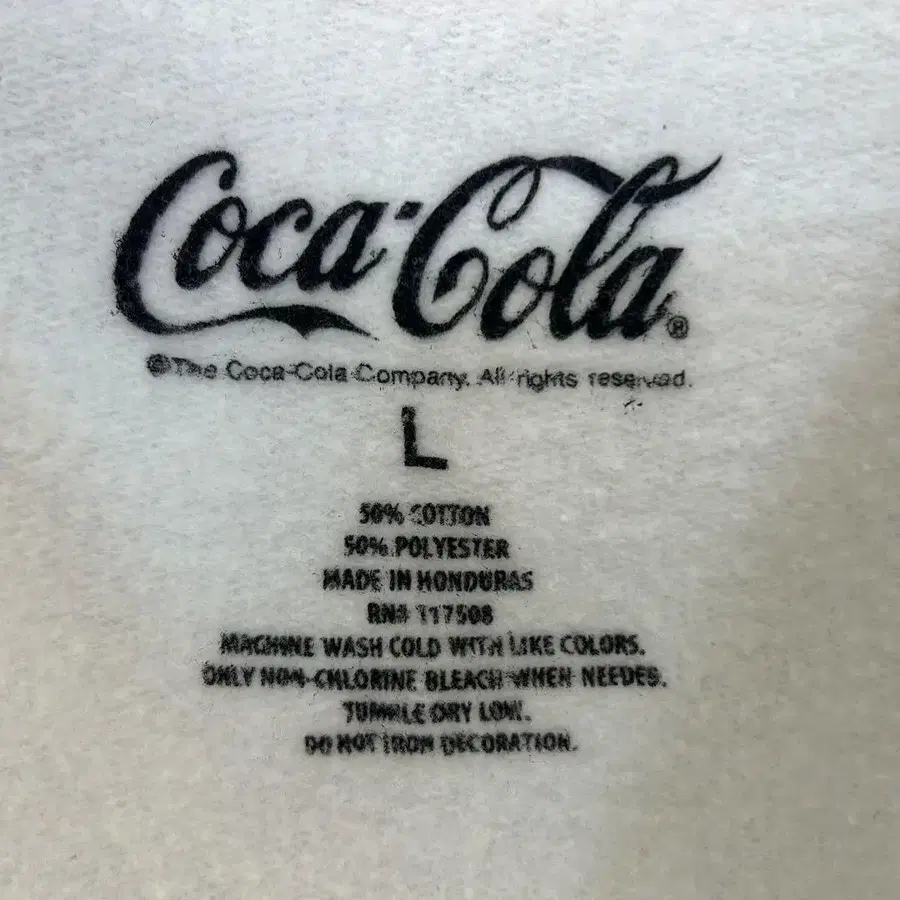 Coca-Cola®
©The Coca-Cola Company. All rights reserved.
L
50% COTTON
50% POLYESTER
MADE IN HONDURAS
RN# 117508
MACHINE WASH COLD WITH LIKE COLORS.
ONLY NON-CHLORINE BLEACH WHEN NEEDED.
TUMBLE DRY LOW.
DO NOT IRON DECORATION.